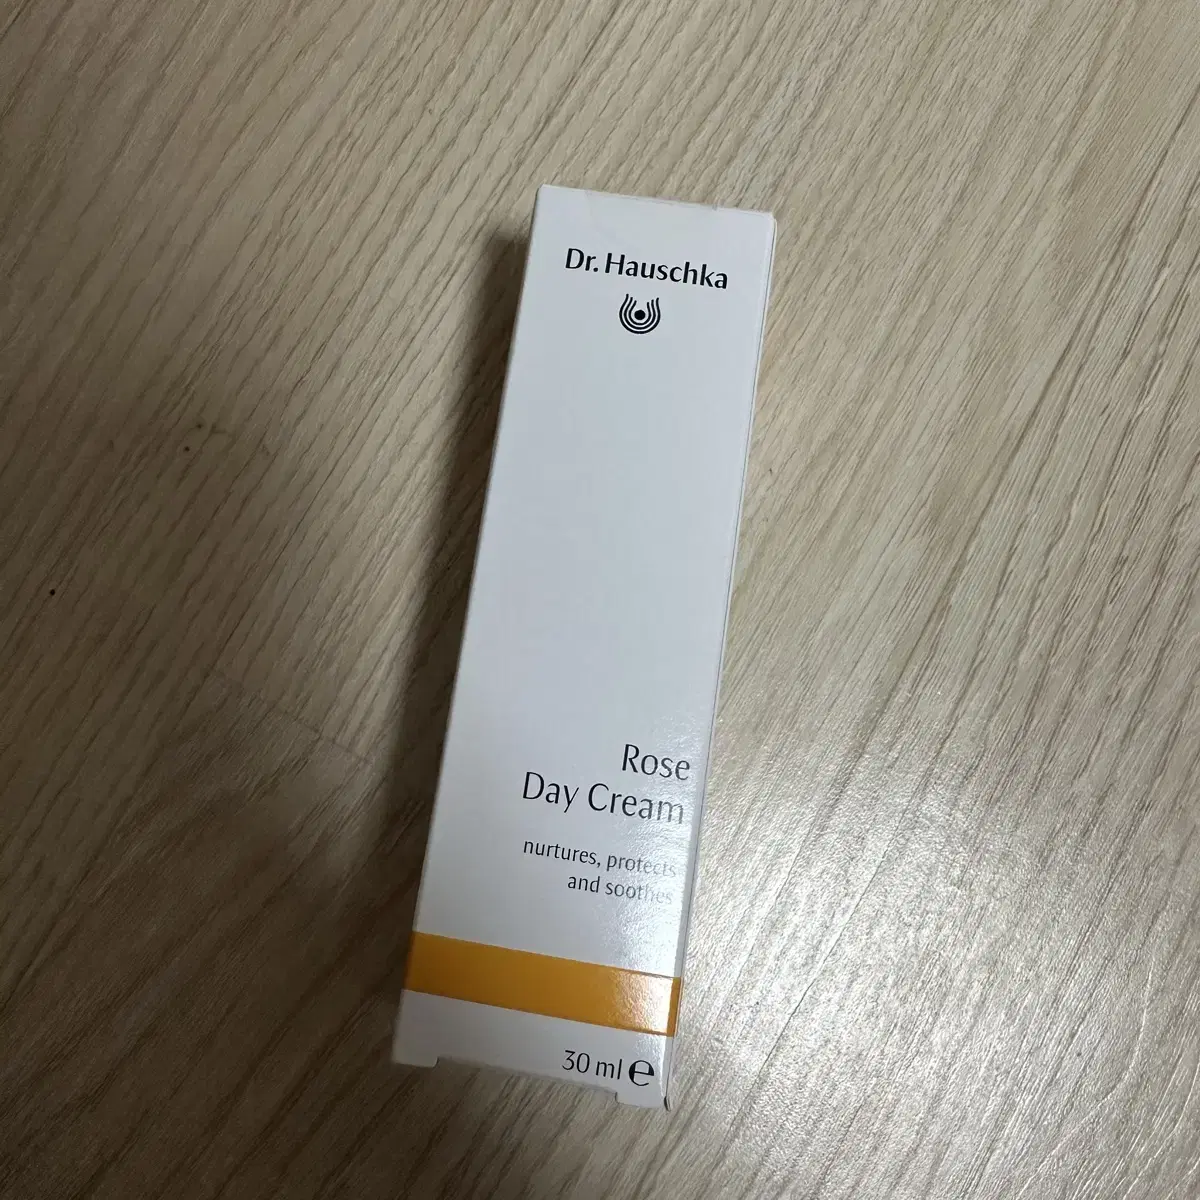 Dr. Hauschka
Rose
Day Cream
nurtures, protects
and soothes
30 ml ℮